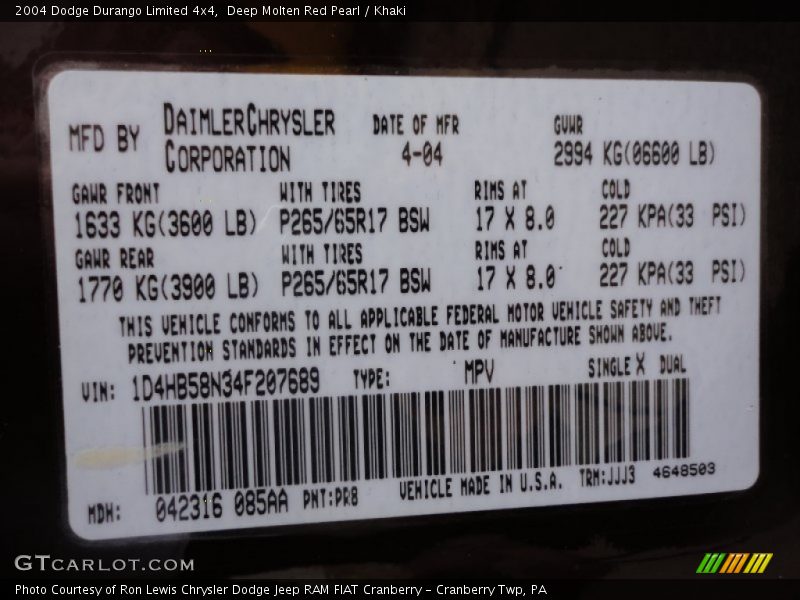 2004 Dodge Durango Limited 4x4, Deep Molten Red Pearl / Khaki
MFD BY DAIMLERCHRYSLER CORPORATION DATE OF MFR 4-04 GVWR 2994 KG(06600 LB)
GAWR FRONT WITH TIRES RIMS AT COLD
1633 KG(3600 LB) P265/65R17 BSW 17 X 8.0 227 KPA(33 PSI)
GAWR REAR WITH TIRES RIMS AT COLD
1770 KG(3900 LB) P265/65R17 BSW 17 X 8.0 227 KPA(33 PSI)
THIS VEHICLE CONFORMS TO ALL APPLICABLE FEDERAL MOTOR VEHICLE SAFETY AND THEFT
PREVENTION STANDARDS IN EFFECT ON THE DATE OF MANUFACTURE SHOWN ABOVE.
VIN: 1D4HB58N34F207689 TYPE: MPV SINGLE X DUAL
MDH: 042316 085AA PNT:PR8 VEHICLE MADE IN U.S.A. TRM:JJJ3 4648503
GTCARLOT.COM
Photo Courtesy of Ron Lewis Chrysler Dodge Jeep RAM FIAT Cranberry – Cranberry Twp, PA